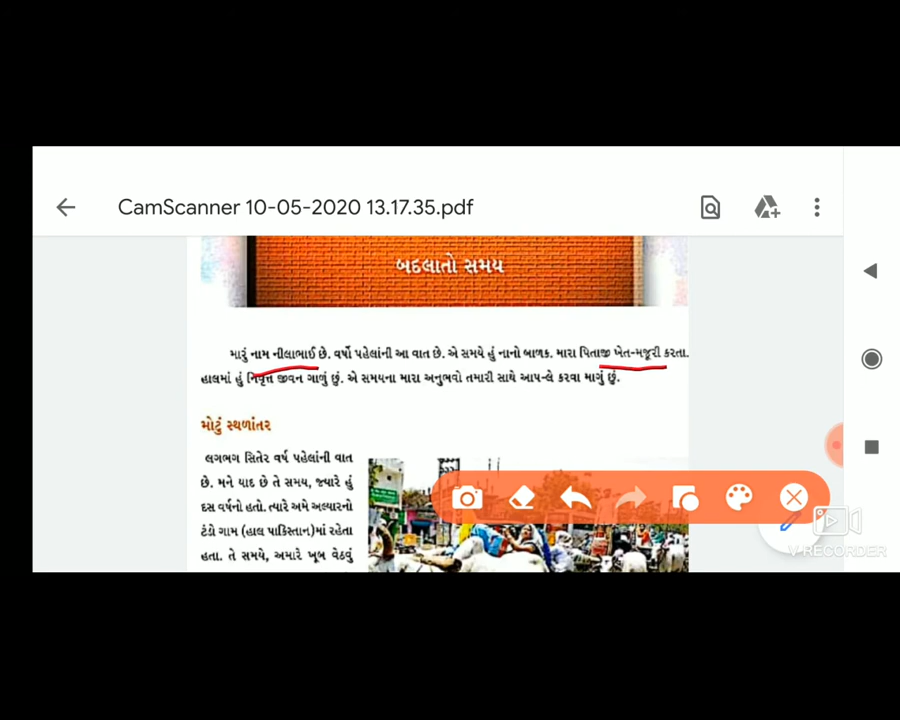 CamScanner 10-05-2020 13.17.35.pdf
બદલાતો સમય
મારું નામ નીલાભાઈ છે. વર્ષો પહેલાંની આ વાત છે. એ સમયે હું નાનો બાળક. મારા પિતાજી ખેત-મજૂરી કરતા.
હાલમાં હું નિવૃત્ત જીવન ગાળું છું. એ સમયના મારા અનુભવો તમારી સાથે આપ-લે કરવા માગું છું.
મોટું સ્થળાંતર
લગભગ સિતેર વર્ષ પહેલાંની વાત
છે. મને યાદ છે તે સમય, જ્યારે હું
દસ વર્ષનો હતો. ત્યારે અમે અલ્યારનો
ટંડો ગામ (હાલ પાકિસ્તાન)માં રહેતા
હતા. તે સમયે, અમારે ખૂબ વેઠવું
V RECORDER